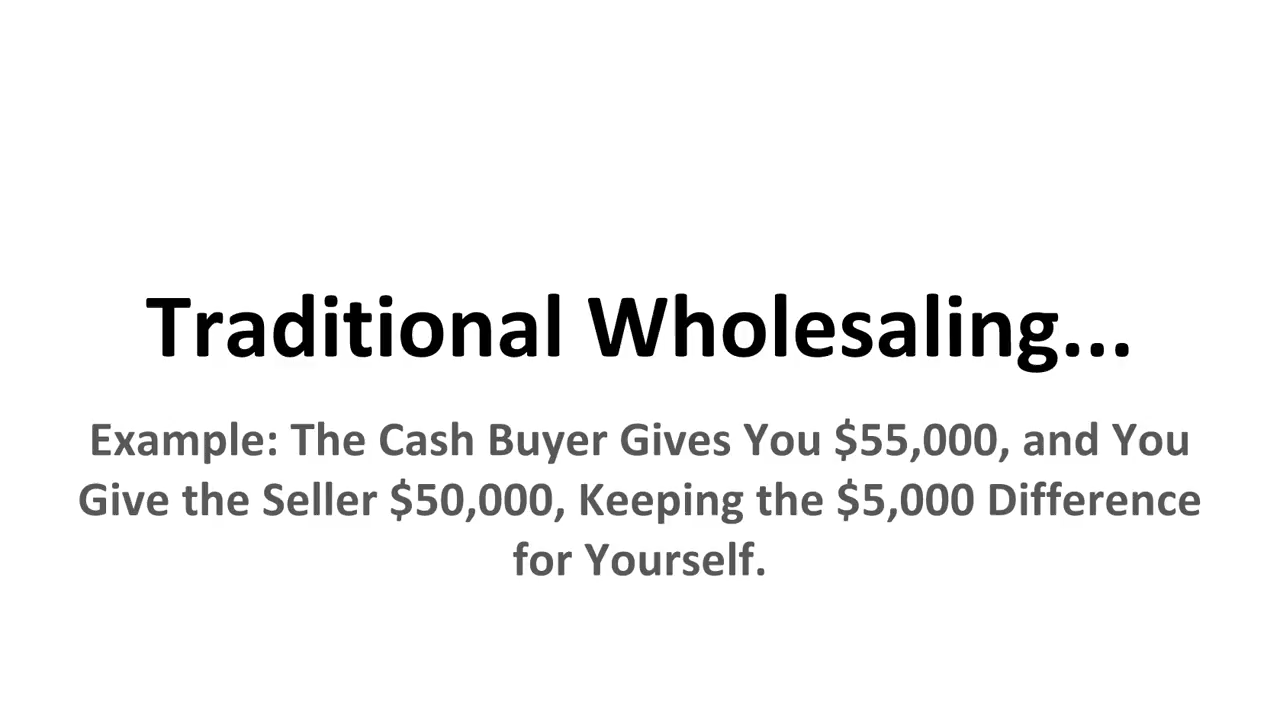 Traditional Wholesaling...
Example: The Cash Buyer Gives You $55,000, and You
Give the Seller $50,000, Keeping the $5,000 Difference
for Yourself.